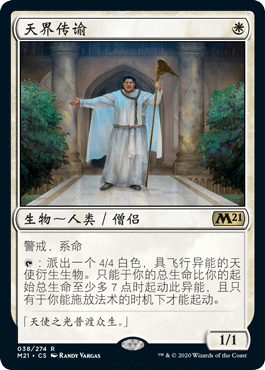 天界传谕
生物～人类 / 僧侣
M21
警戒，系命
：派出一个 4/4 白色，具飞行异能的天
使衍生生物。只能于你的总生命比你的起
始总生命至少多 7 点时起动此异能，且只
有于你能施放法术的时机下才能起动。
「天使之光普渡众生。」
1/1
038/274 R
M21 • CS RANDY VARGAS
™ & © 2020 Wizards of the Coast